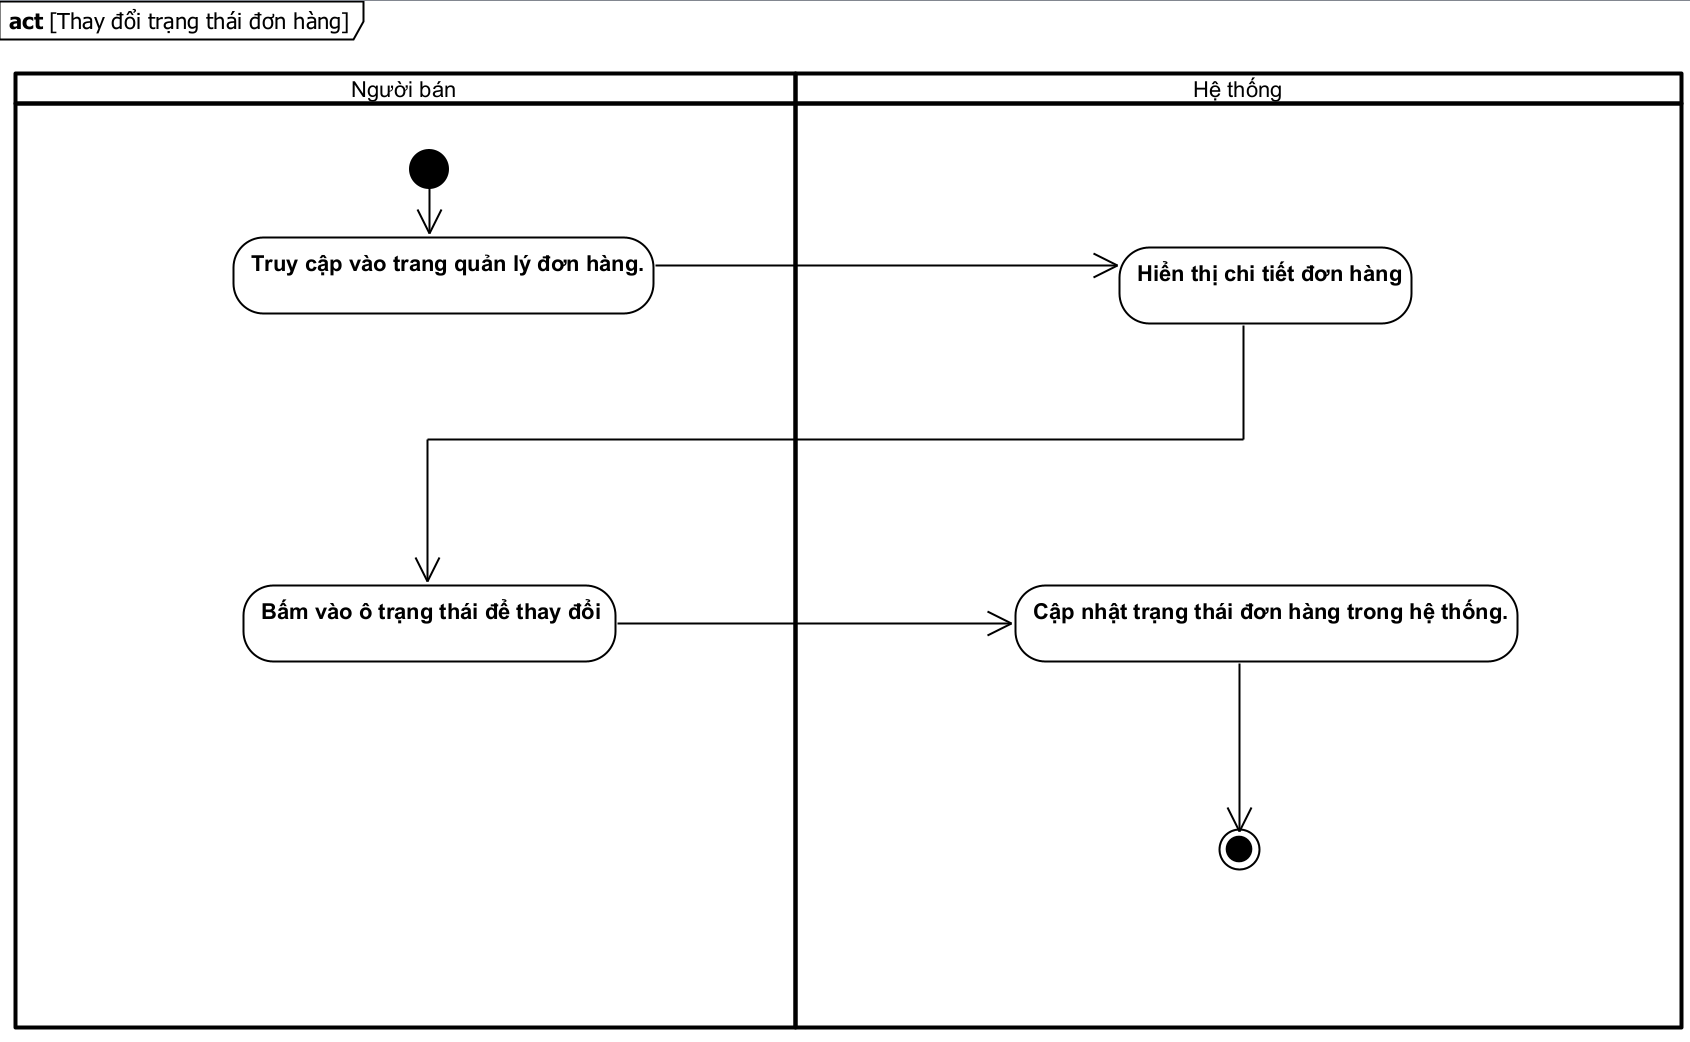 act [Thay đổi trạng thái đơn hàng]
Người bán
Hệ thống
Truy cập vào trang quản lý đơn hàng.
Hiển thị chi tiết đơn hàng
Bấm vào ô trạng thái để thay đổi
Cập nhật trạng thái đơn hàng trong hệ thống.